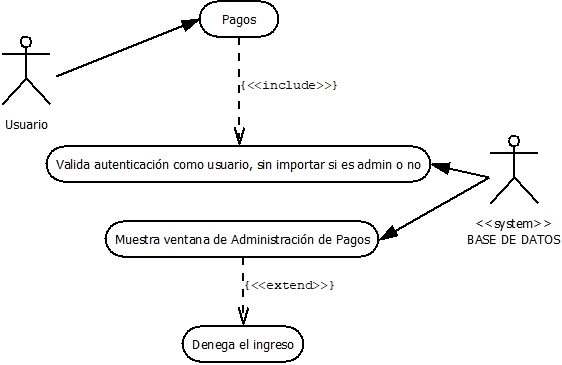 Pagos
{<<include>>}
Usuario
Valida autenticación como usuario, sin importar si es admin o no
<<system>>
BASE DE DATOS
Muestra ventana de Administración de Pagos
{<<extend>>}
Denega el ingreso